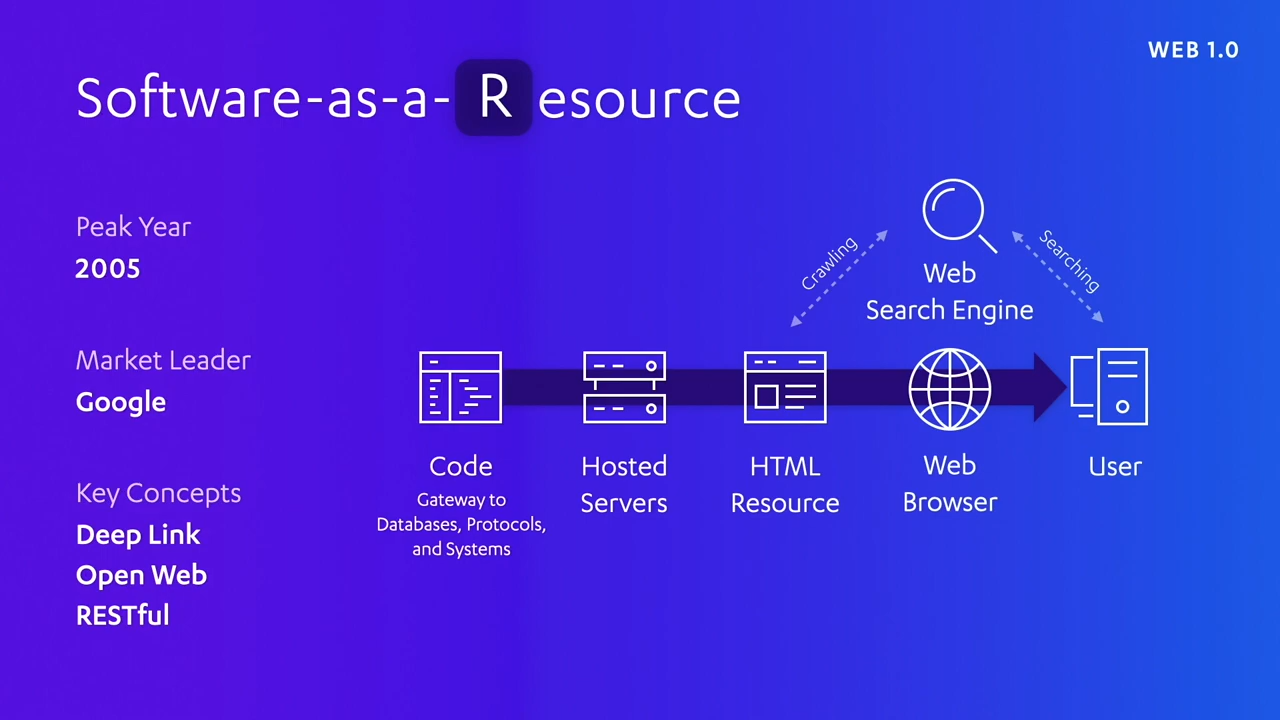 WEB 1.0
Software-as-a-Resource
Peak Year
2005
Market Leader
Google
Key Concepts
Deep Link
Open Web
RESTful
Crawling
Searching
Web
Search Engine
Code
Gateway to
Databases, Protocols,
and Systems
Hosted
Servers
HTML
Resource
Web
Browser
User